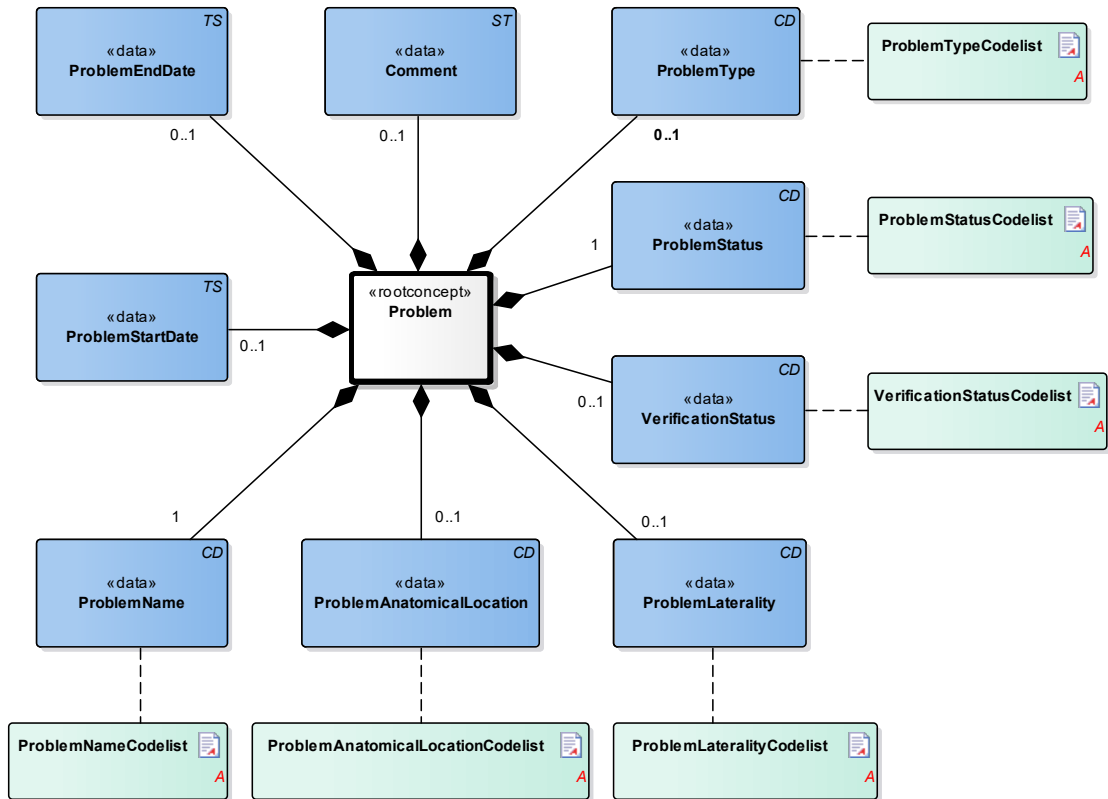 TS
«data»
ProblemEndDate
0..1
ST
«data»
Comment
0..1
CD
«data»
ProblemType
0..1
ProblemTypeCodelist
A
CD
«data»
ProblemStatus
1
ProblemStatusCodelist
A
TS
«data»
ProblemStartDate
0..1
«rootconcept»
Problem
CD
«data»
VerificationStatus
0..1
VerificationStatusCodelist
A
1
CD
«data»
ProblemName
0..1
CD
«data»
ProblemAnatomicalLocation
0..1
CD
«data»
ProblemLaterality
ProblemNameCodelist
A
ProblemAnatomicalLocationCodelist
A
ProblemLateralityCodelist
A